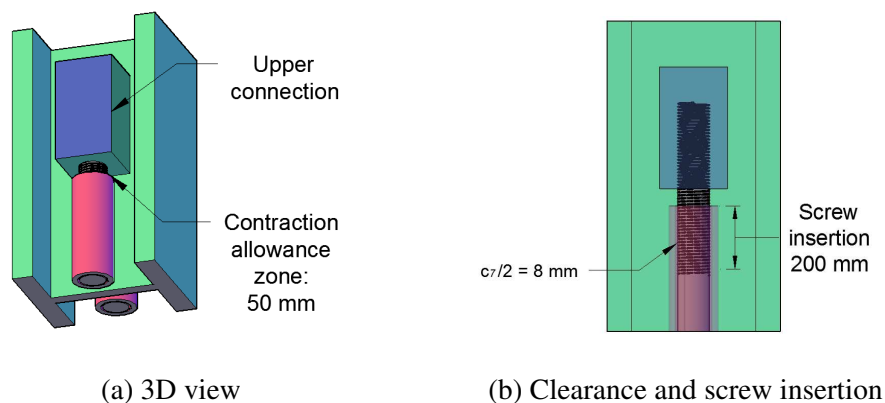 Upper
connection
Contraction
allowance
zone:
50 mm
Screw
insertion
200 mm
c₇/2 = 8 mm
(a) 3D view
(b) Clearance and screw insertion